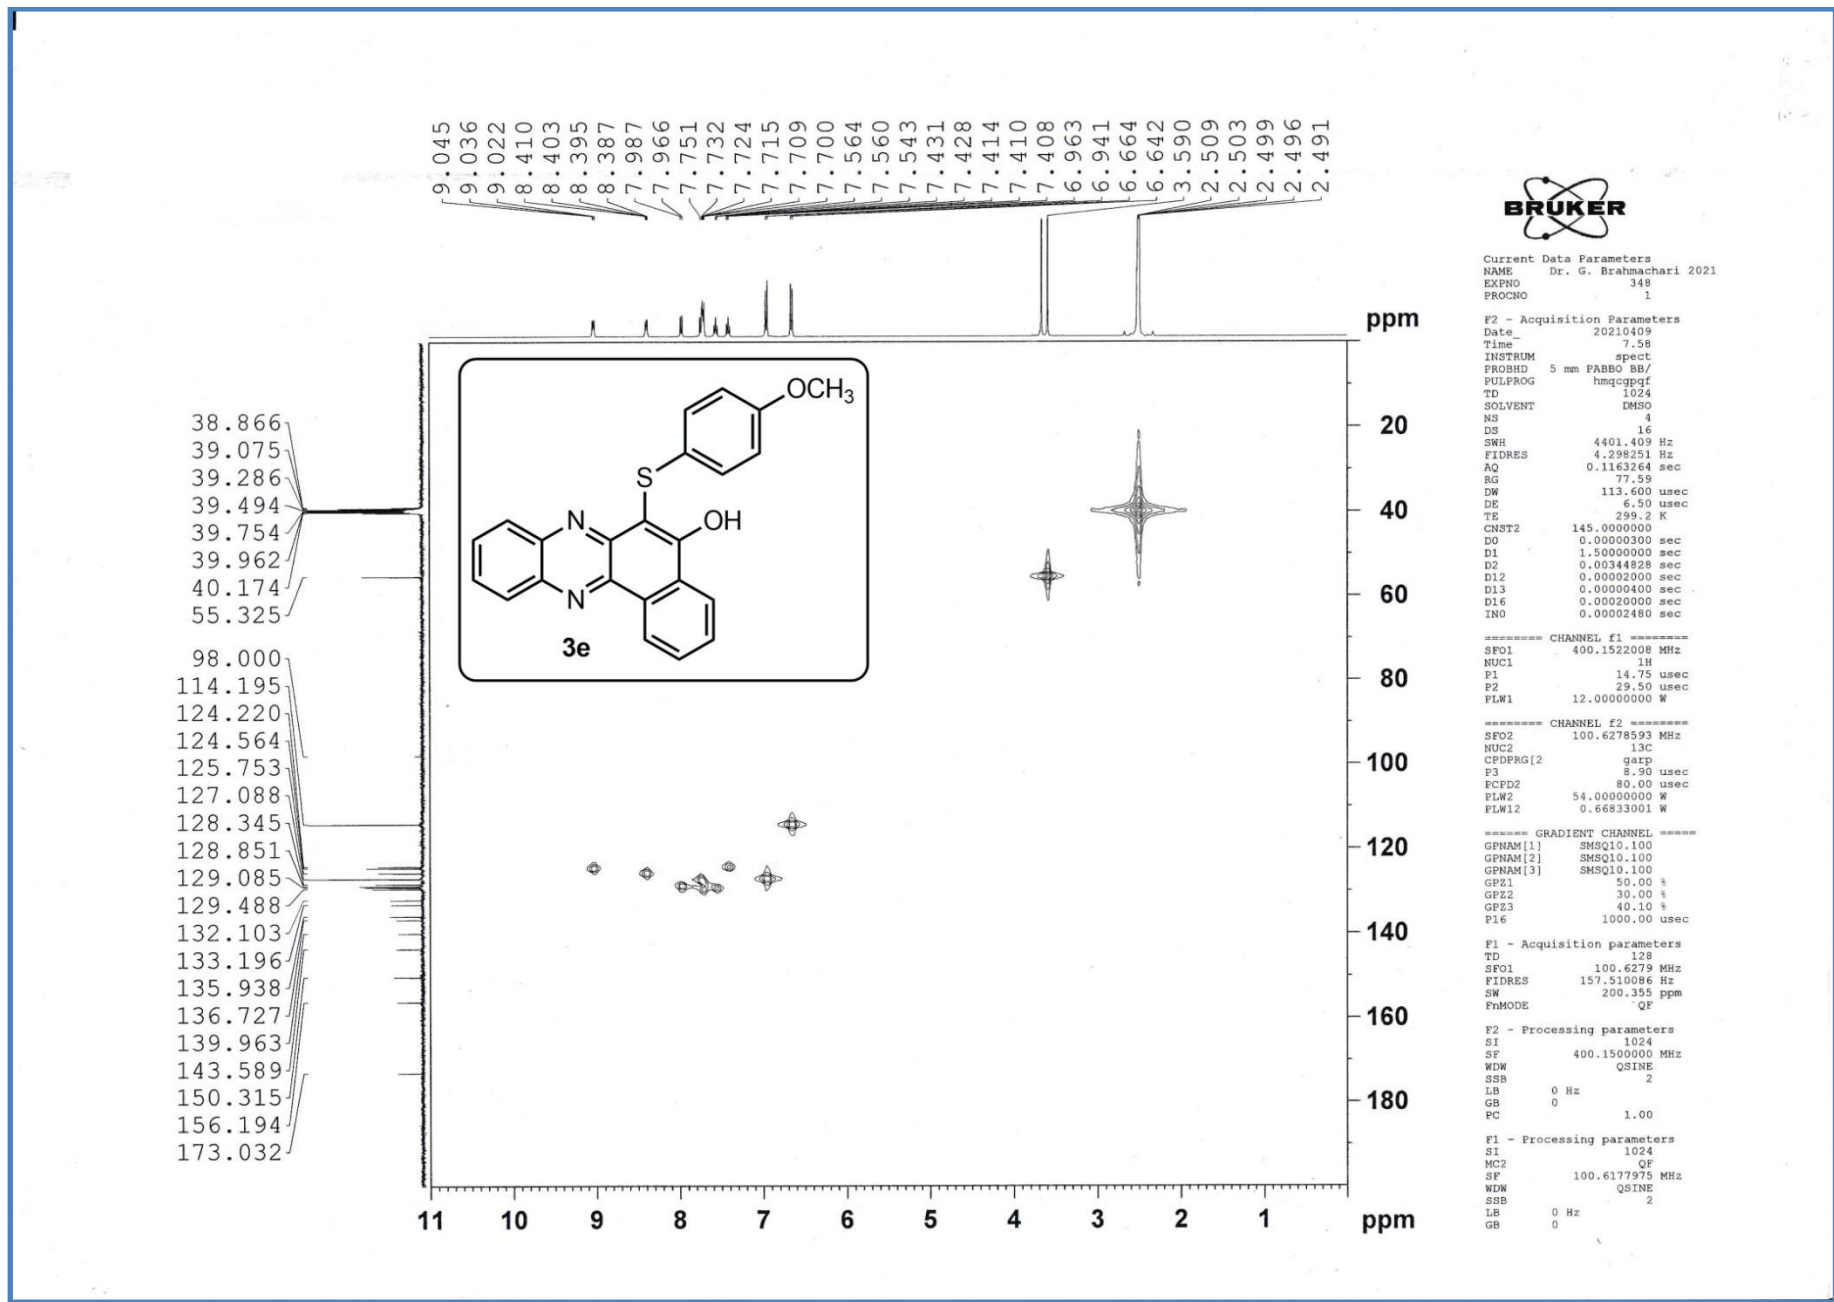 9.045
9.036
9.022
8.410
8.403
8.395
8.387
7.987
7.966
7.751
7.732
7.724
7.715
7.709
7.700
7.564
7.560
7.543
7.431
7.428
7.414
7.410
7.408
6.963
6.941
6.664
6.642
3.590
2.509
2.503
2.499
2.496
2.491
ppm
OCH3
S
N
OH
N
3e
38.866
39.075
39.286
39.494
39.754
39.962
40.174
55.325
98.000
114.195
124.220
124.564
125.753
127.088
128.345
128.851
129.085
129.488
132.103
133.196
135.938
136.727
139.963
143.589
150.315
156.194
173.032
20
40
60
80
100
120
140
160
180
11 10 9 8 7 6 5 4 3 2 1 ppm
BRUKER
Current Data Parameters
NAME Dr. G. Brahmachari 2021
EXPNO 348
PROCNO 1
F2 - Acquisition Parameters
Date_ 20210409
Time 7.58
INSTRUM spect
PROBHD 5 mm PABBO BB/
PULPROG hmqcgpqf
TD 1024
SOLVENT DMSO
NS 4
DS 16
SWH 4401.409 Hz
FIDRES 4.298251 Hz
AQ 0.1163264 sec
RG 77.59
DW 113.600 usec
DE 6.50 usec
TE 299.2 K
CNST2 145.0000000
D0 0.00000300 sec
D1 1.50000000 sec
D2 0.00344828 sec
D12 0.00002000 sec
D13 0.00000400 sec
D16 0.00020000 sec
IN0 0.00002480 sec
======== CHANNEL f1 ========
SFO1 400.1522008 MHz
NUC1 1H
P1 14.75 usec
P2 29.50 usec
PLW1 12.00000000 W
======== CHANNEL f2 ========
SFO2 100.6278593 MHz
NUC2 13C
CPDPRG[2 garp
P3 8.90 usec
PCPD2 80.00 usec
PLW2 54.00000000 W
PLW12 0.66833001 W
====== GRADIENT CHANNEL =====
GPNAM[1] SMSQ10.100
GPNAM[2] SMSQ10.100
GPNAM[3] SMSQ10.100
GPZ1 50.00 %
GPZ2 30.00 %
GPZ3 40.10 %
P16 1000.00 usec
F1 - Acquisition parameters
TD 128
SFO1 100.6279 MHz
FIDRES 157.510086 Hz
SW 200.355 ppm
FnMODE QF
F2 - Processing parameters
SI 1024
SF 400.1500000 MHz
WDW QSINE
SSB 2
LB 0 Hz
GB 0
PC 1.00
F1 - Processing parameters
SI 1024
MC2 QF
SF 100.6177975 MHz
WDW QSINE
SSB 2
LB 0 Hz
GB 0